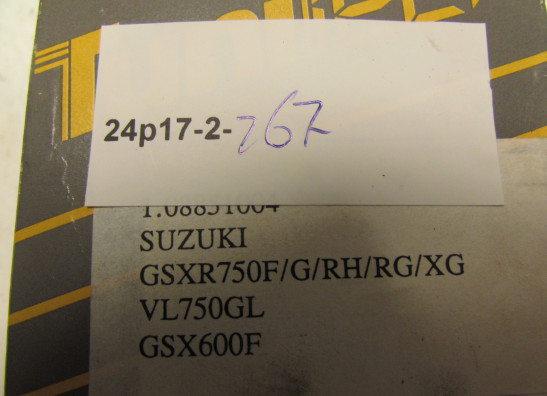 24p17-2-767
SUZUKI
GSXR750F/G/RH/RG/XG
VL750GL
GSX600F